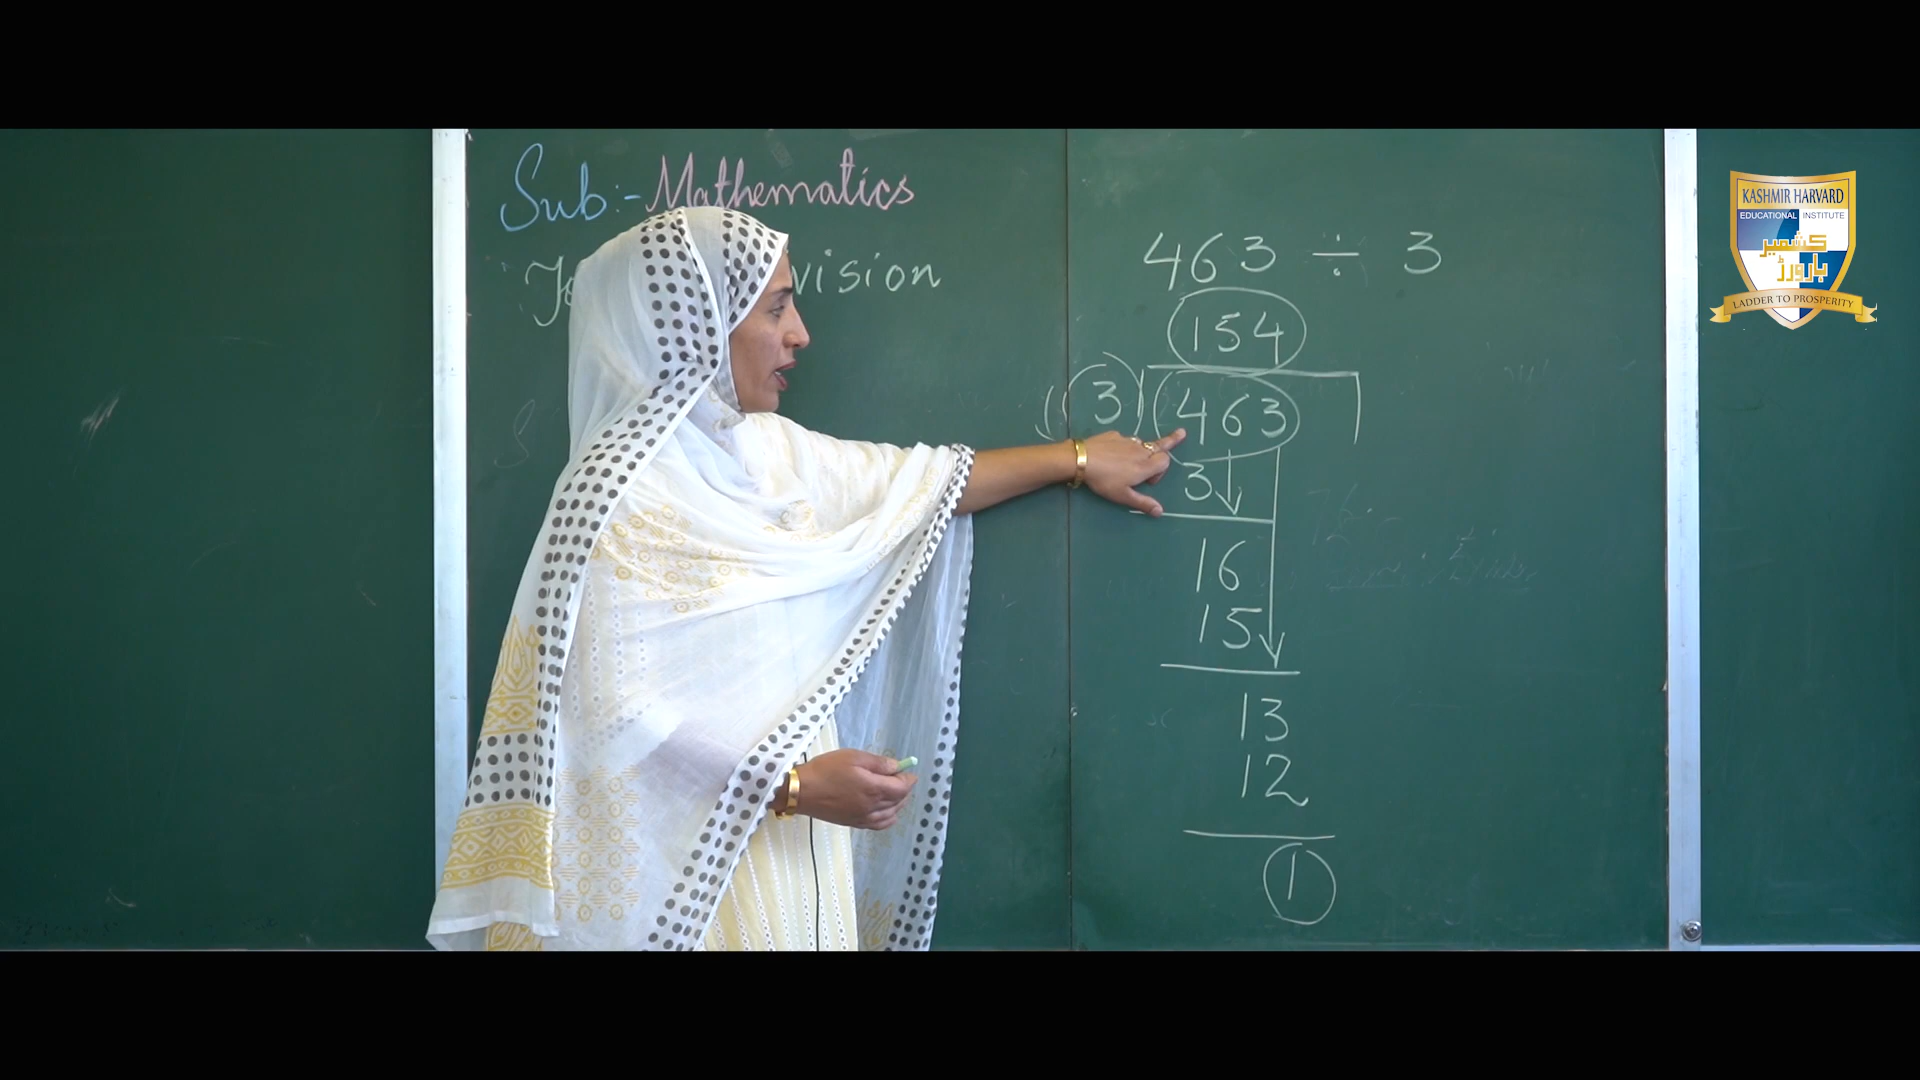 Sub:- Mathematics
vision
463 ÷ 3
154
3 463
3
16
15
13
12
1
KASHMIR HARVARD
EDUCATIONAL INSTITUTE
کشمیر
ہارورڑ
LADDER TO PROSPERITY